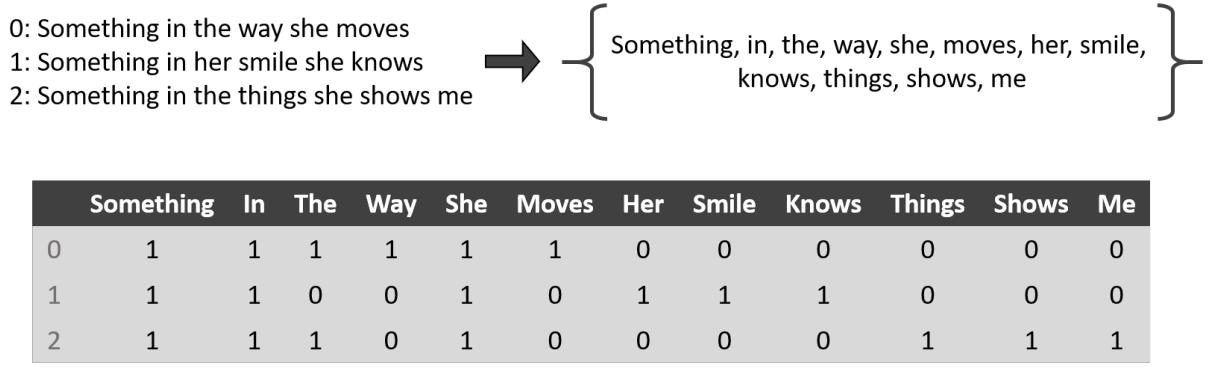 0: Something in the way she moves
1: Something in her smile she knows
2: Something in the things she shows me
Something, in, the, way, she, moves, her, smile,
knows, things, shows, me
Something In The Way She Moves Her Smile Knows Things Shows Me
0 1 1 1 1 1 1 0 0 0 0 0 0
1 1 1 0 0 1 0 1 1 1 0 0 0
2 1 1 1 0 1 0 0 0 0 1 1 1